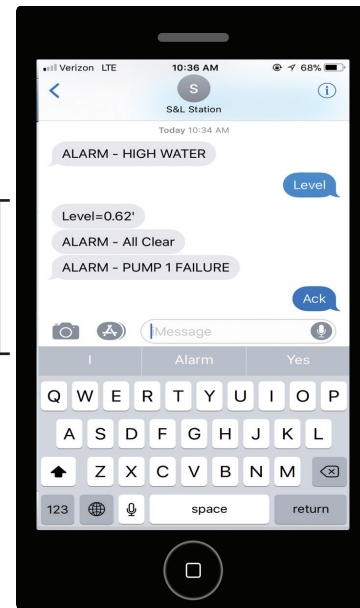 Verizon LTE 10:36 AM 68%
S
S&L Station
Today 10:34 AM
ALARM - HIGH WATER
Level
Level=0.62'
ALARM - All Clear
ALARM - PUMP 1 FAILURE
Ack
iMessage
I Alarm Yes
Q W E R T Y U I O P
A S D F G H J K L
Z X C V B N M
123 space return